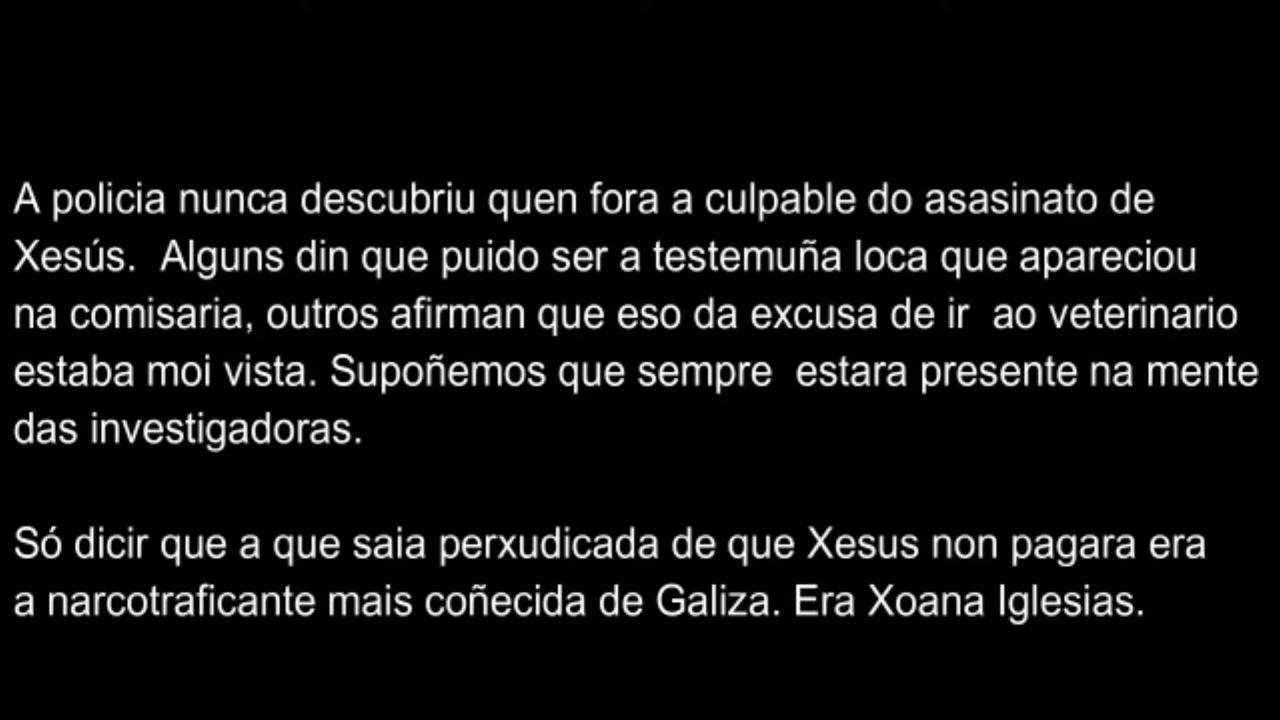 A policia nunca descubriu quen fora a culpable do asasinato de
Xesús.  Alguns din que puido ser a testemuña loca que apareciou
na comisaria, outros afirman que eso da excusa de ir  ao veterinario
estaba moi vista. Supoñemos que sempre  estara presente na mente
das investigadoras.

Só dicir que a que saia perxudicada de que Xesus non pagara era
a narcotraficante mais coñecida de Galiza. Era Xoana Iglesias.